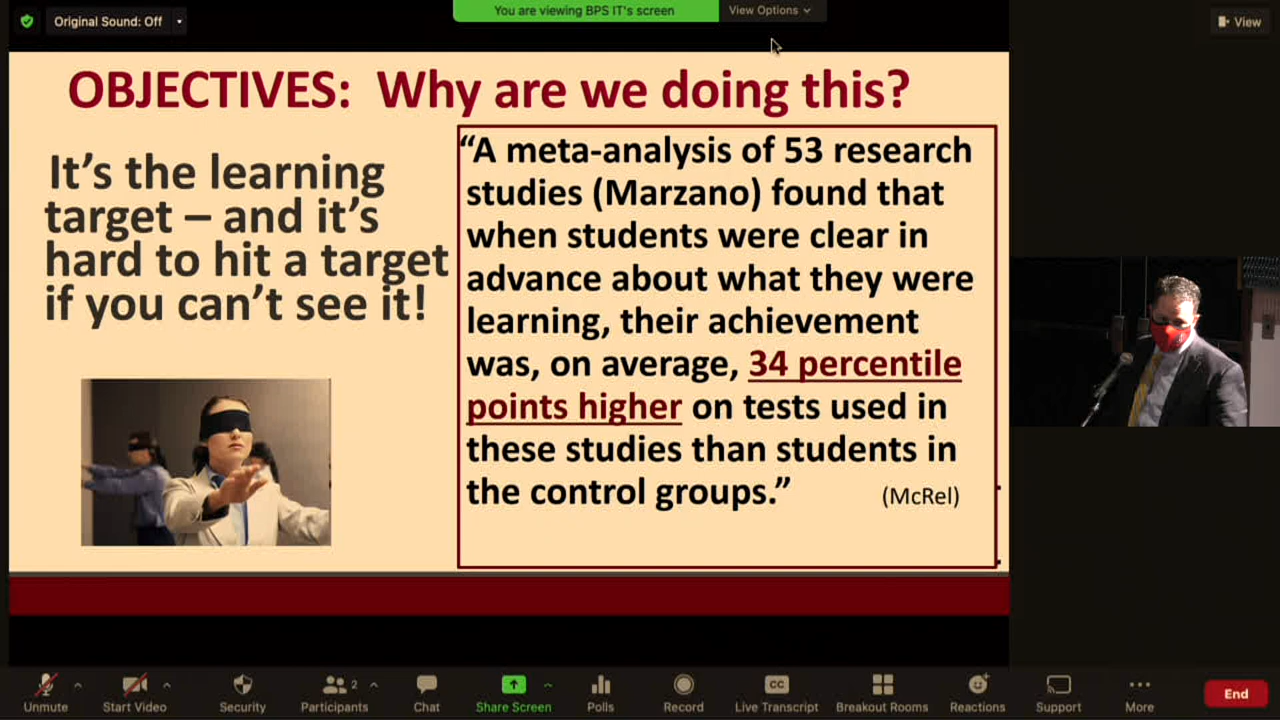 Original Sound: Off
You are viewing BPS IT's screen
View Options
View
OBJECTIVES: Why are we doing this?
It's the learning
target – and it's
hard to hit a target
if you can't see it!
“A meta-analysis of 53 research
studies (Marzano) found that
when students were clear in
advance about what they were
learning, their achievement
was, on average, 34 percentile
points higher on tests used in
these studies than students in
the control groups.” (McRel)
Unmute
Start Video
Security
Participants
2
Chat
Share Screen
Polls
Record
CC
Live Transcript
Breakout Rooms
Reactions
Support
More
End